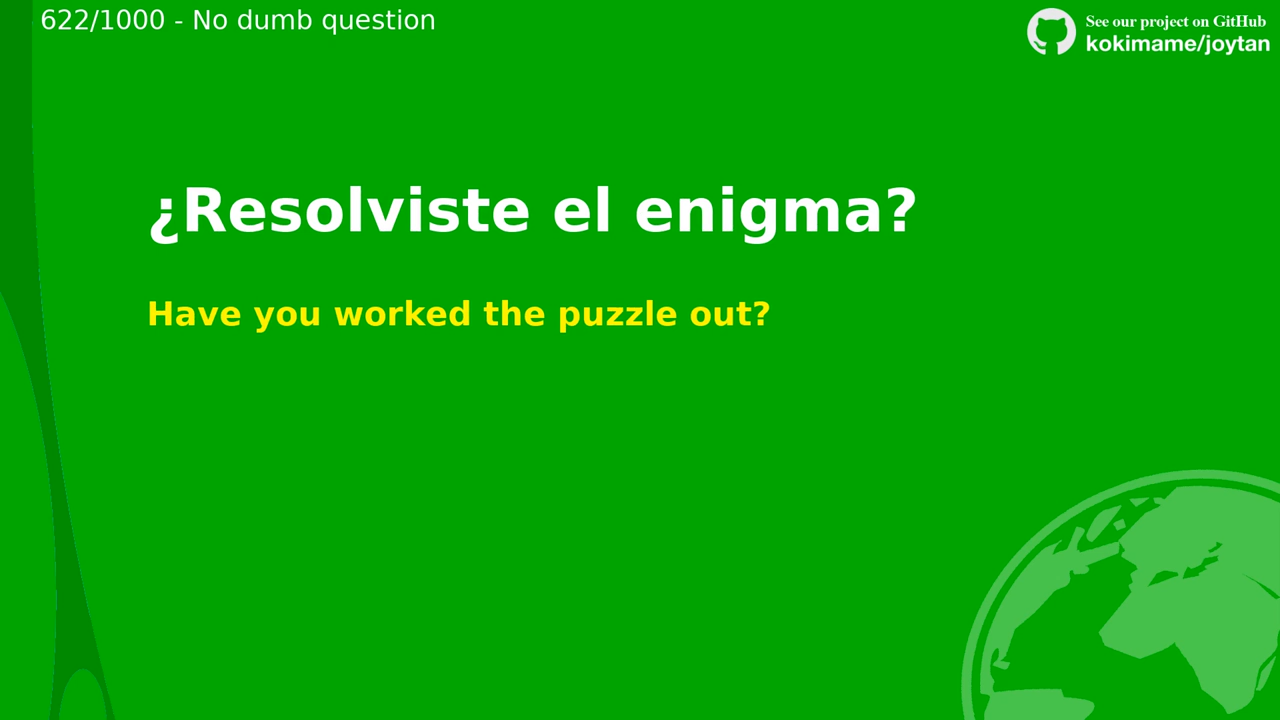 622/1000 - No dumb question
See our project on GitHub
kokimame/joytan
¿Resolviste el enigma?
Have you worked the puzzle out?